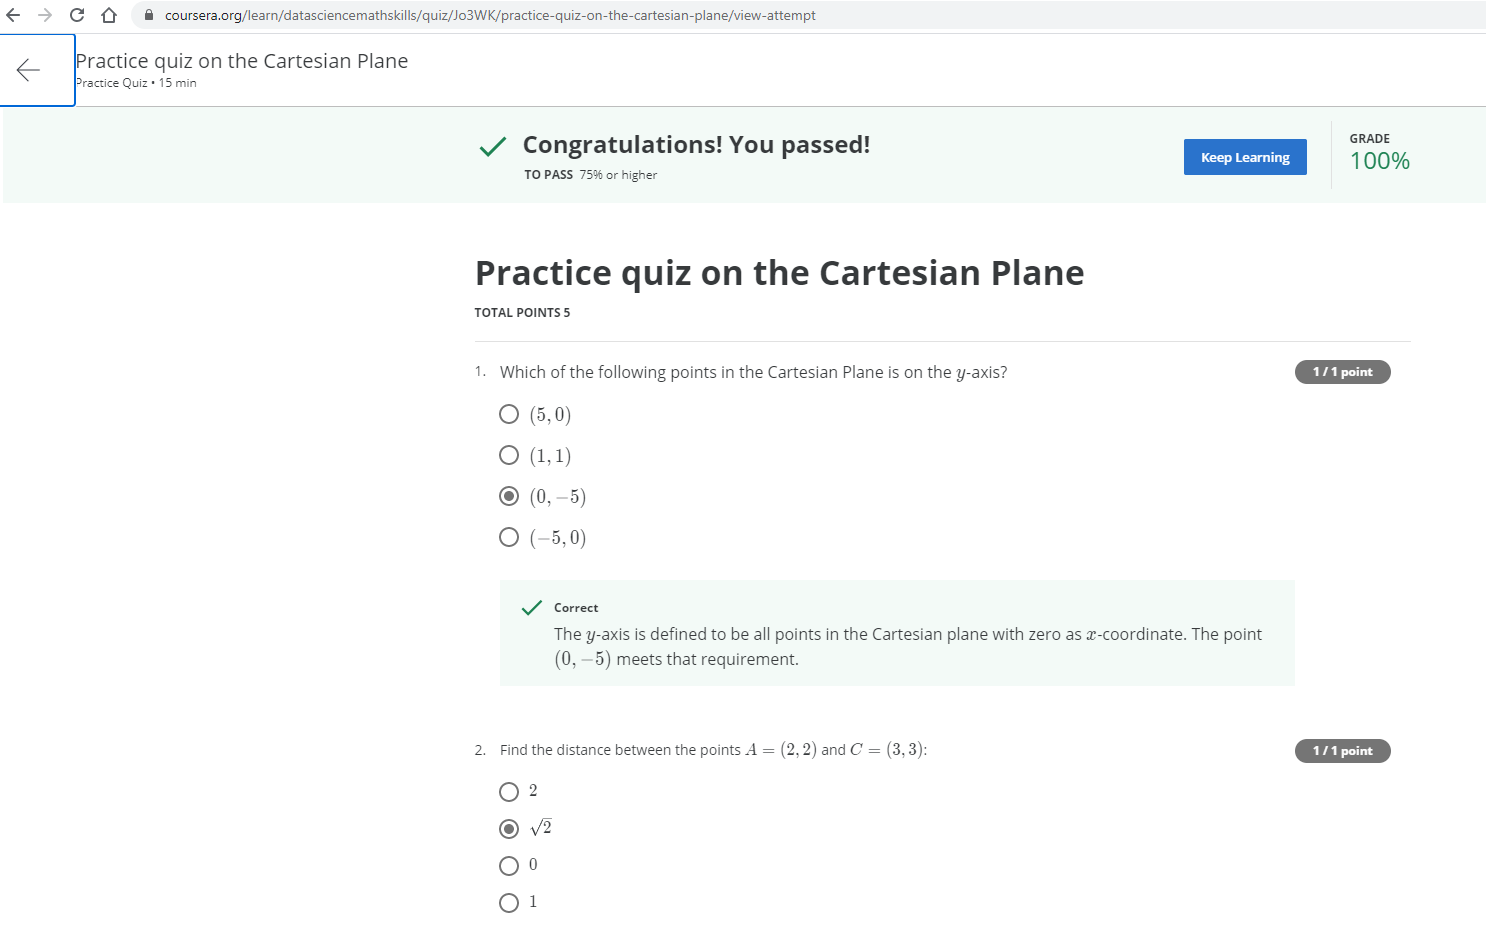 coursera.org/learn/datasciencemathskills/quiz/Jo3WK/practice-quiz-on-the-cartesian-plane/view-attempt
Practice quiz on the Cartesian Plane
Practice Quiz • 15 min
Congratulations! You passed!
TO PASS 75% or higher
Keep Learning
GRADE
100%
Practice quiz on the Cartesian Plane
TOTAL POINTS 5
1. Which of the following points in the Cartesian Plane is on the y-axis?
1 / 1 point
(5, 0)
(1, 1)
(0, −5)
(−5, 0)
Correct
The y-axis is defined to be all points in the Cartesian plane with zero as x-coordinate. The point
(0, −5) meets that requirement.
2. Find the distance between the points A = (2, 2) and C = (3, 3):
1 / 1 point
2
√2
0
1